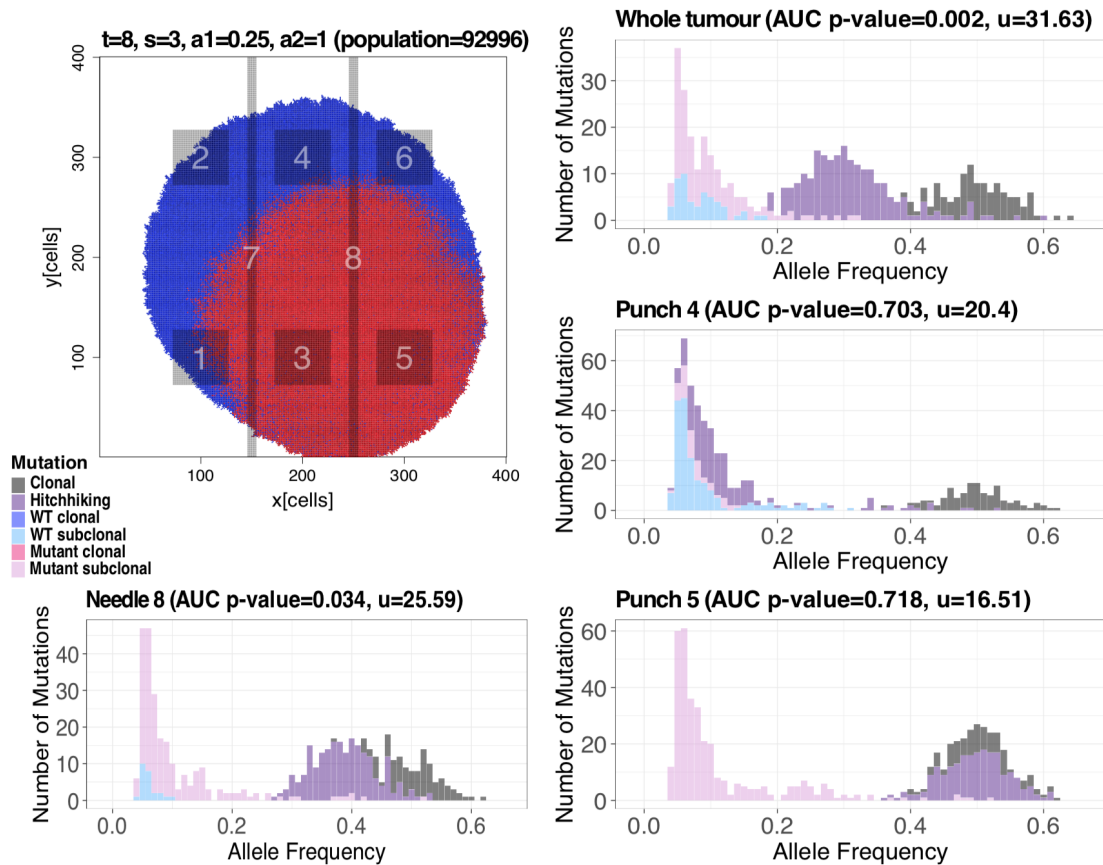 t=8, s=3, a1=0.25, a2=1 (population=92996)
400
300
200
100
y[cells]
2
4
6
7
8
1
3
5
100
200
300
400
x[cells]
Mutation
Clonal
Hitchhiking
WT clonal
WT subclonal
Mutant clonal
Mutant subclonal
Whole tumour (AUC p-value=0.002, u=31.63)
Number of Mutations
30
20
10
0
0.0
0.2
0.4
0.6
Allele Frequency
Punch 4 (AUC p-value=0.703, u=20.4)
Number of Mutations
60
40
20
0
0.0
0.2
0.4
0.6
Allele Frequency
Needle 8 (AUC p-value=0.034, u=25.59)
Number of Mutations
40
30
20
10
0
0.0
0.2
0.4
0.6
Allele Frequency
Punch 5 (AUC p-value=0.718, u=16.51)
Number of Mutations
60
40
20
0
0.0
0.2
0.4
0.6
Allele Frequency